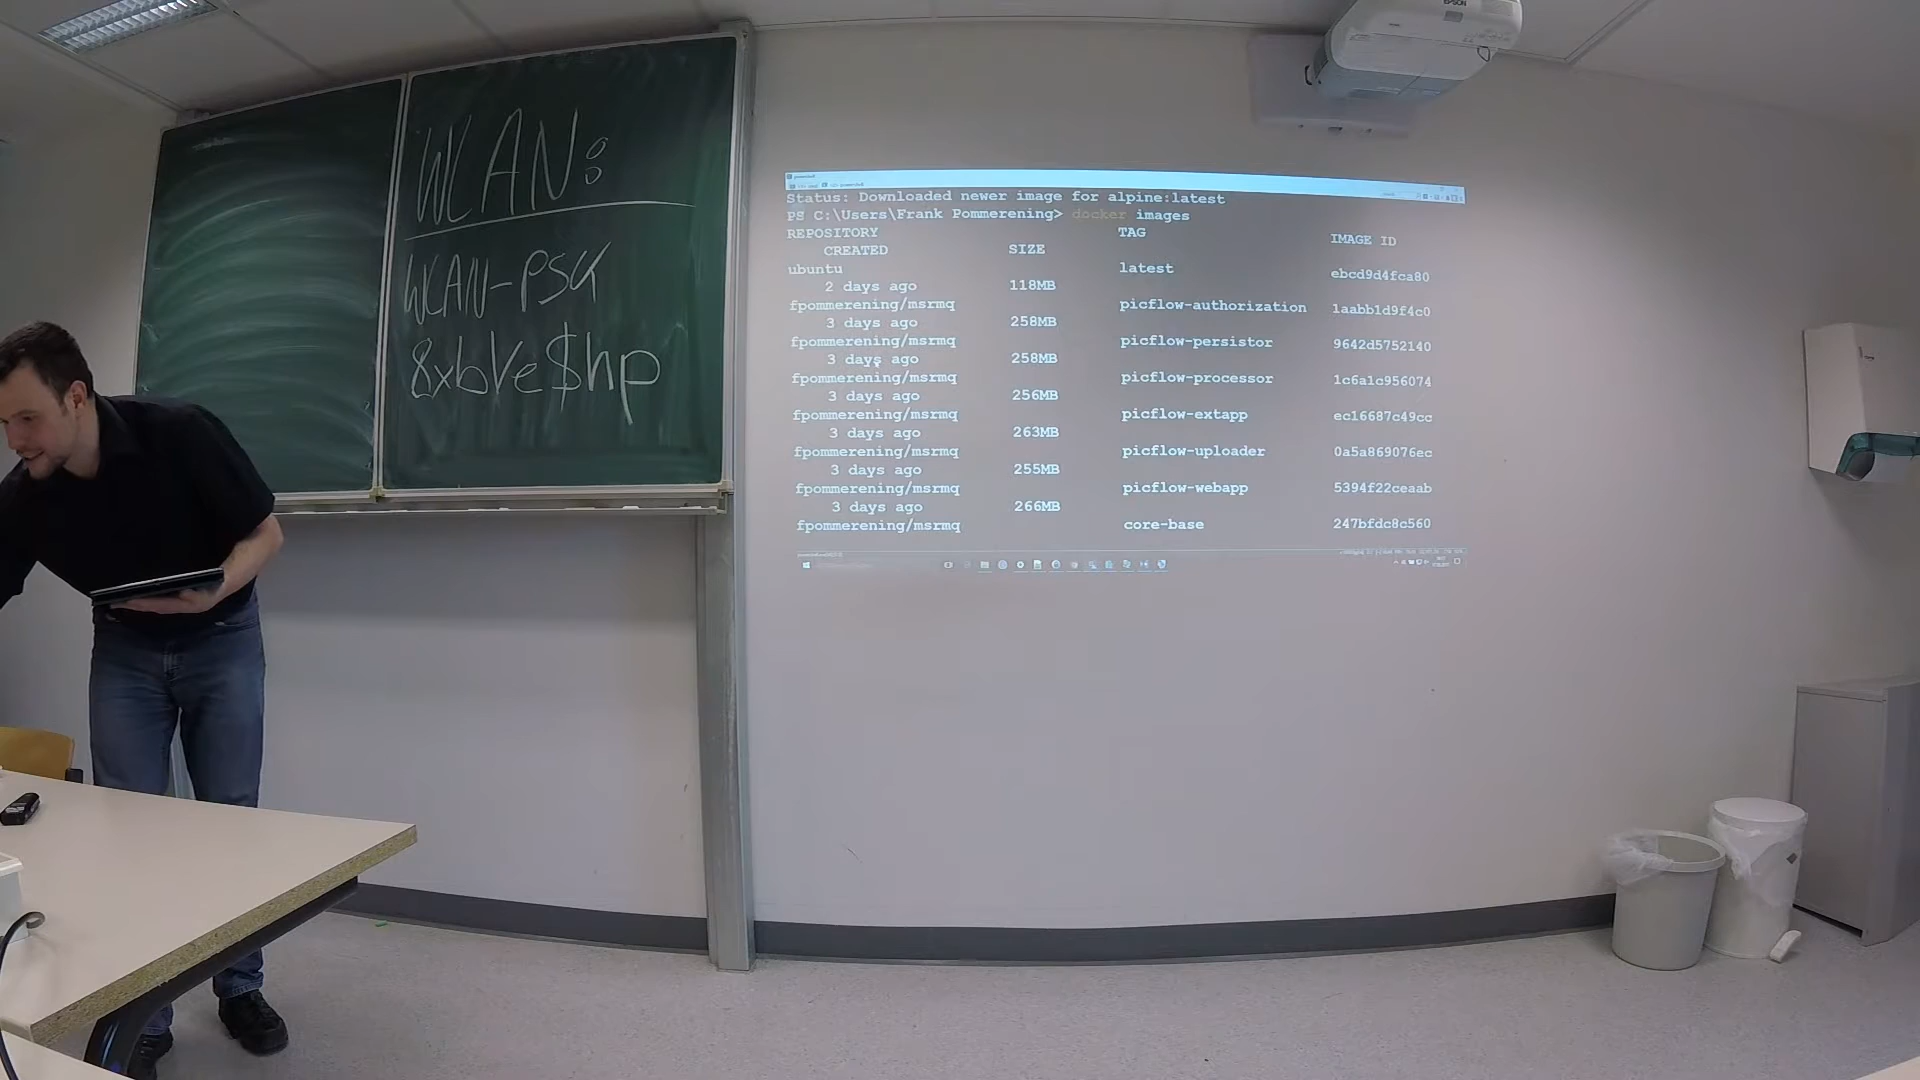 WLAN:
WLAN-PSK
8xbVe$hp
EPSON
Status: Downloaded newer image for alpine:latest
PS C:\Users\Frank Pommerening> docker images
REPOSITORY TAG IMAGE ID
CREATED SIZE
ubuntu latest ebcd9d4fca80
2 days ago 118MB
fpommerening/msrmq picflow-authorization 1aabb1d9f4c0
3 days ago 258MB
fpommerening/msrmq picflow-persistor 9642d5752140
3 days ago 258MB
fpommerening/msrmq picflow-processor 1c6a1c956074
3 days ago 256MB
fpommerening/msrmq picflow-extapp ec16687c49cc
3 days ago 263MB
fpommerening/msrmq picflow-uploader 0a5a869076ec
3 days ago 255MB
fpommerening/msrmq picflow-webapp 5394f22ceaab
3 days ago 266MB
fpommerening/msrmq core-base 247bfdc8c560